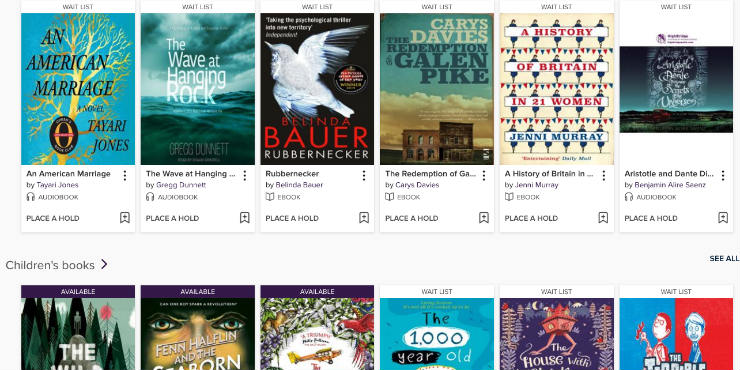 WAIT LIST
WAIT LIST
WAIT LIST
WAIT LIST
WAIT LIST
WAIT LIST
AN
AMERICAN
MARRIAGE
A NOVEL
TAYARI
JONES
The
Wave at
Hanging
Rock
GREGG DUNNETT
'Taking the psychological thriller
into new territory'
Independent
WINNER
BELINDA
BAUER
RUBBERNECKER
CARYS
DAVIES
THE
REDEMPTION
OF GALEN
PIKE
A HISTORY
OF BRITAIN
IN 21 WOMEN
JENNI MURRAY
'Entertaining' Daily Mail
Aristotle
and Dante
Discover the
Secrets of the
Universe
An American Marriage
by Tayari Jones
AUDIOBOOK
PLACE A HOLD
The Wave at Hanging ...
by Gregg Dunnett
AUDIOBOOK
PLACE A HOLD
Rubbernecker
by Belinda Bauer
EBOOK
PLACE A HOLD
The Redemption of Ga...
by Carys Davies
EBOOK
PLACE A HOLD
A History of Britain in ...
by Jenni Murray
EBOOK
PLACE A HOLD
Aristotle and Dante Di...
by Benjamin Alire Saenz
AUDIOBOOK
PLACE A HOLD
Children's books
SEE ALL
AVAILABLE
AVAILABLE
AVAILABLE
WAIT LIST
WAIT LIST
WAIT LIST
THE
WILD
CAN ONE BOY SPARK A REVOLUTION?
FENN HALFLIN
AND THE
The
1,000
year old
The
HOUSE WITH
THE